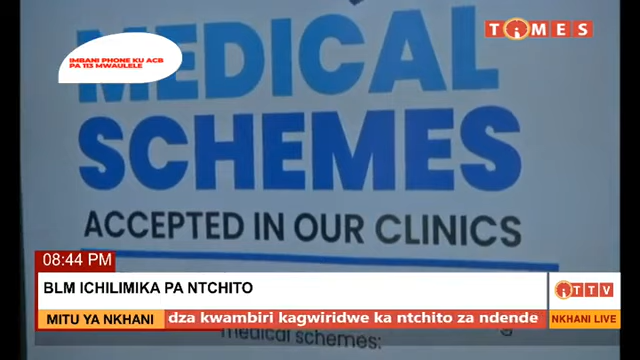 TIMES
IMBANI PHONE KU ACB
PA 113 MWAULELE
MEDICAL
SCHEMES
ACCEPTED IN OUR CLINICS
08:44 PM
BLM ICHILIMIKA PA NTCHITO
TTV
MITU YA NKHANI
dza kwambiri kagwiridwe ka ntchito za ndende
NKHANI LIVE
medical schemes: